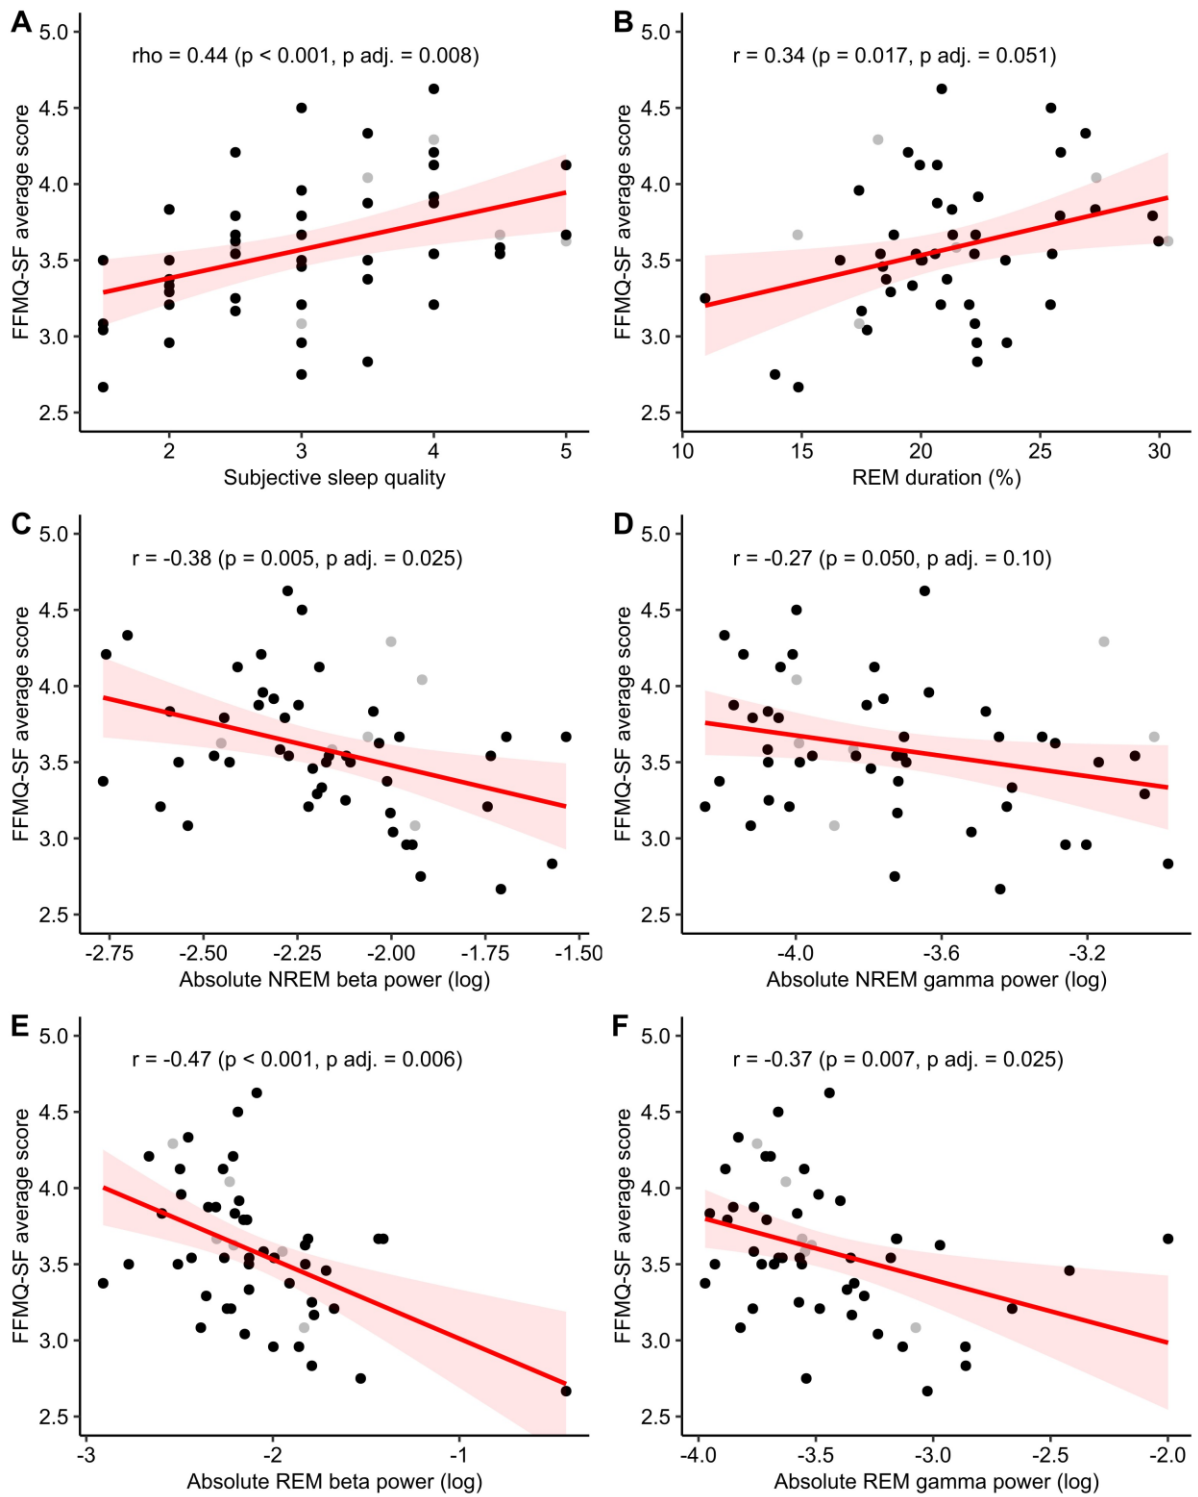 A
rho = 0.44 (p < 0.001, p adj. = 0.008)
FFMQ-SF average score
5.0
4.5
4.0
3.5
3.0
2.5
2 3 4 5
Subjective sleep quality
B
r = 0.34 (p = 0.017, p adj. = 0.051)
FFMQ-SF average score
5.0
4.5
4.0
3.5
3.0
2.5
10 15 20 25 30
REM duration (%)
C
r = -0.38 (p = 0.005, p adj. = 0.025)
FFMQ-SF average score
5.0
4.5
4.0
3.5
3.0
2.5
-2.75 -2.50 -2.25 -2.00 -1.75 -1.50
Absolute NREM beta power (log)
D
r = -0.27 (p = 0.050, p adj. = 0.10)
FFMQ-SF average score
5.0
4.5
4.0
3.5
3.0
2.5
-4.0 -3.6 -3.2
Absolute NREM gamma power (log)
E
r = -0.47 (p < 0.001, p adj. = 0.006)
FFMQ-SF average score
5.0
4.5
4.0
3.5
3.0
2.5
-3 -2 -1
Absolute REM beta power (log)
F
r = -0.37 (p = 0.007, p adj. = 0.025)
FFMQ-SF average score
5.0
4.5
4.0
3.5
3.0
2.5
-4.0 -3.5 -3.0 -2.5 -2.0
Absolute REM gamma power (log)